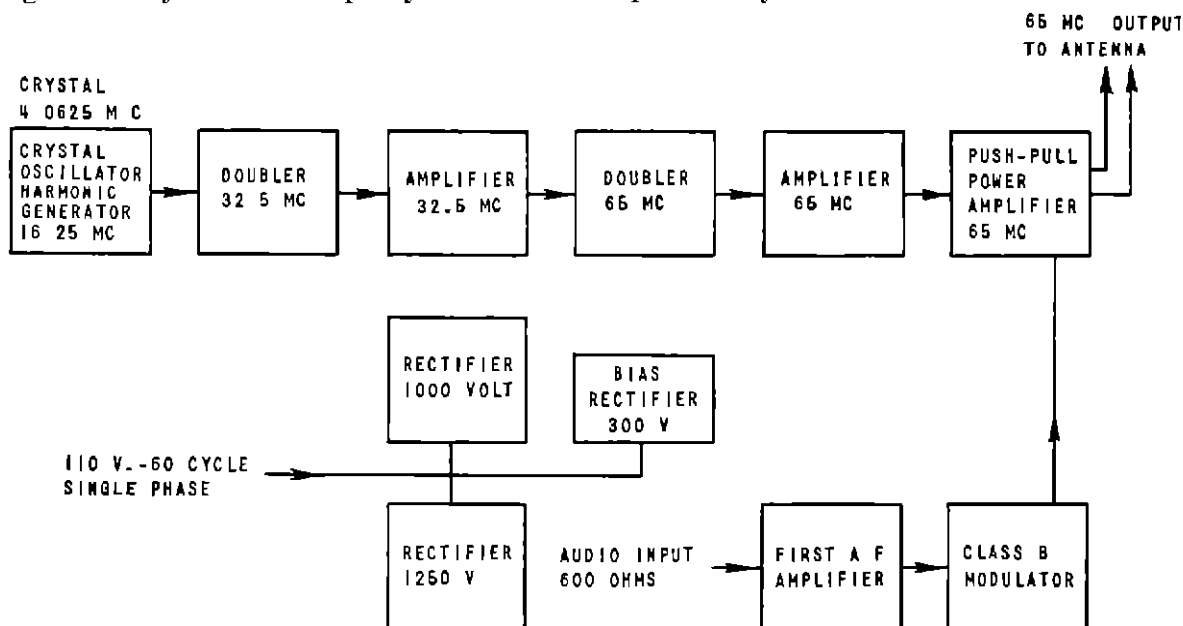 65 MC OUTPUT
TO ANTENNA
CRYSTAL
4 0625 M C
CRYSTAL
OSCILLATOR
HARMONIC
GENERATOR
16 25 MC
DOUBLER
32 5 MC
AMPLIFIER
32.5 MC
DOUBLER
65 MC
AMPLIFIER
65 MC
PUSH-PULL
POWER
AMPLIFIER
65 MC
RECTIFIER
1000 VOLT
BIAS
RECTIFIER
300 V
110 V.-60 CYCLE
SINGLE PHASE
RECTIFIER
1250 V
AUDIO INPUT
600 OHMS
FIRST A F
AMPLIFIER
CLASS B
MODULATOR